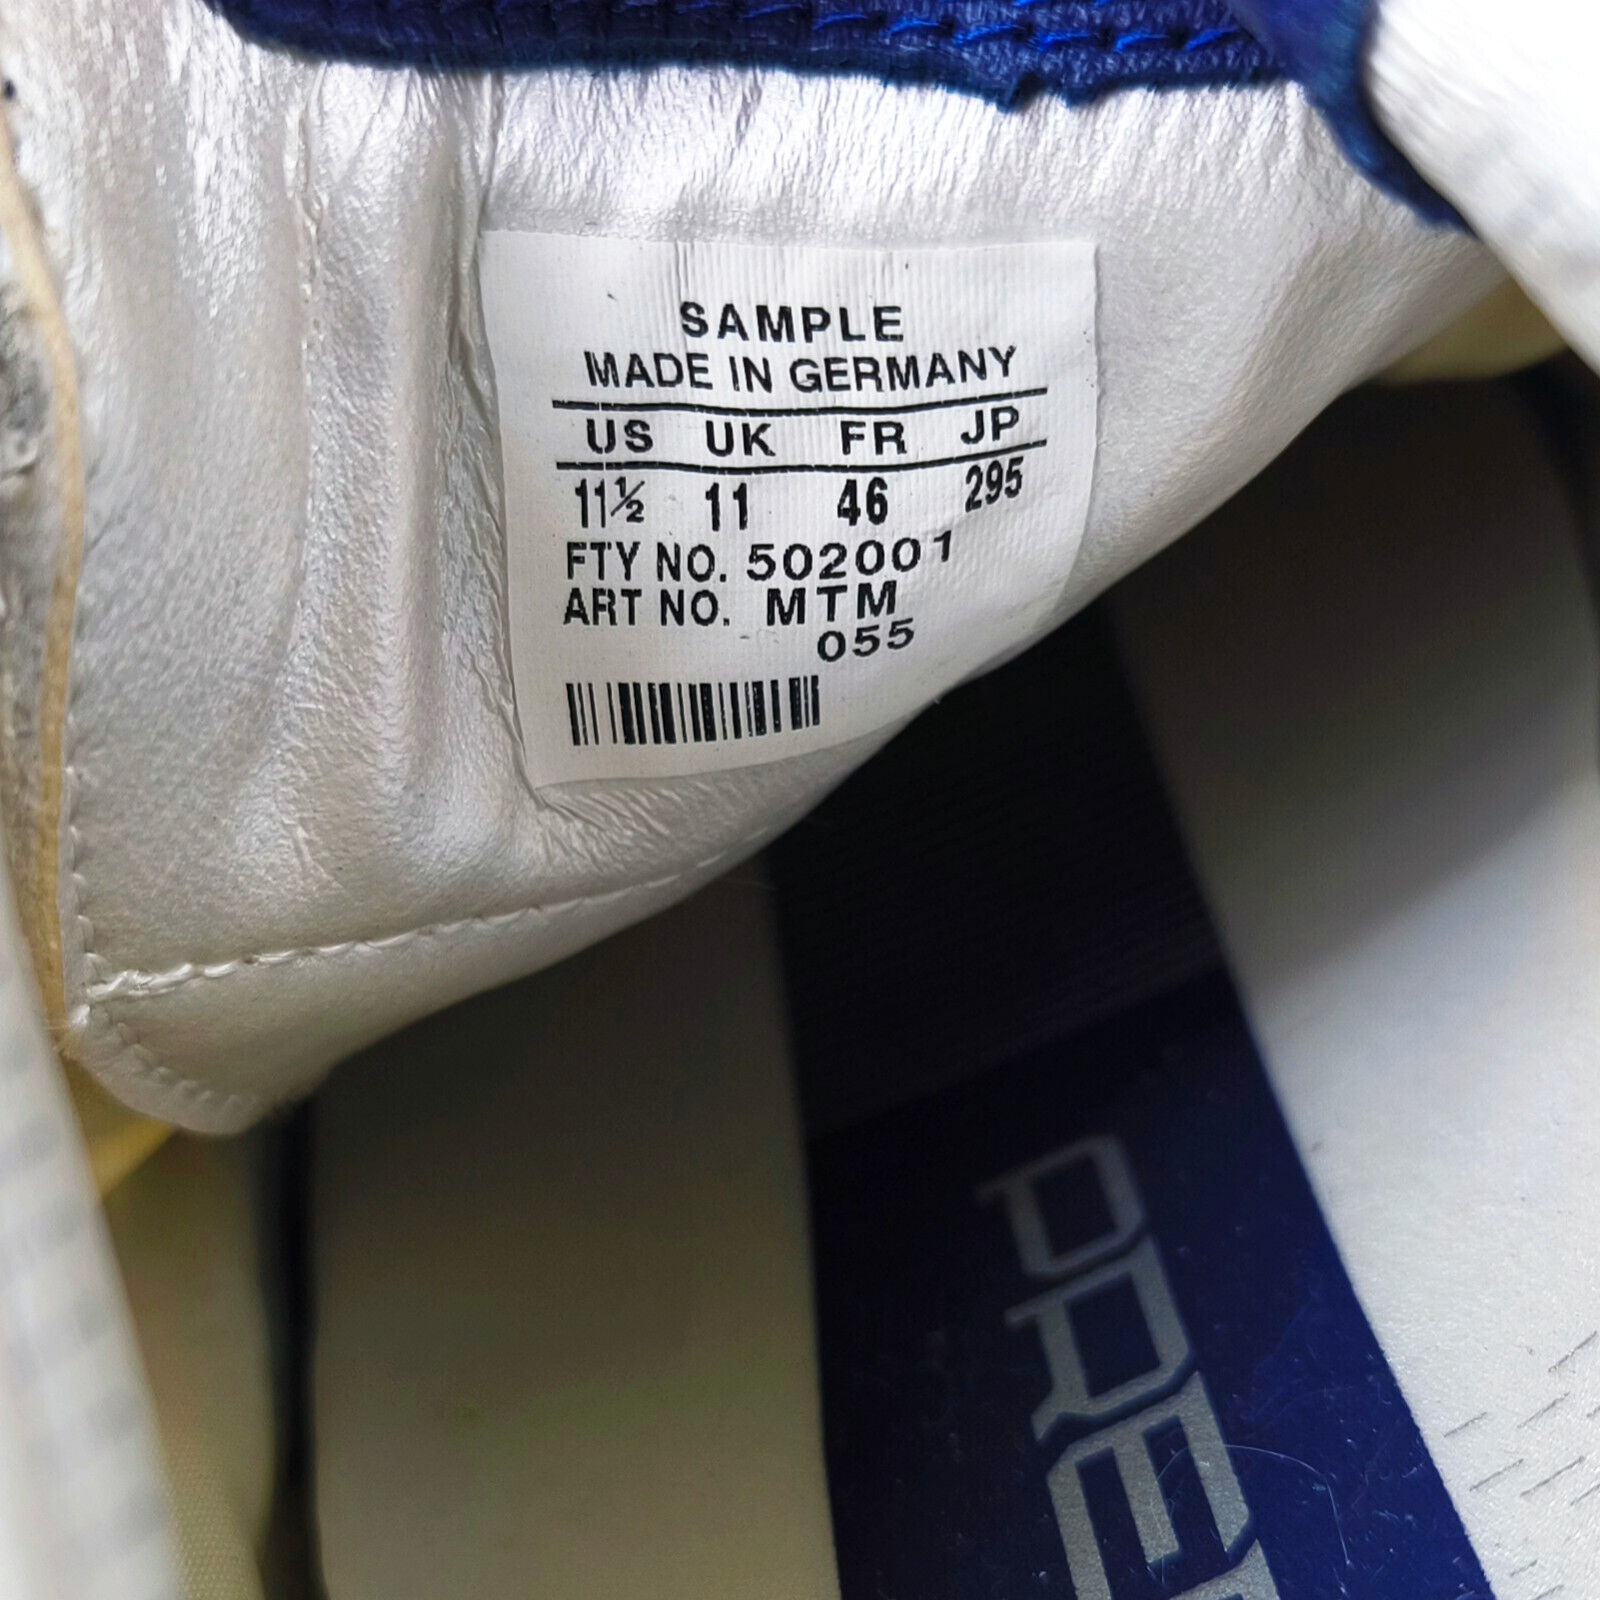 SAMPLE
MADE IN GERMANY
US UK FR JP
11½ 11 46 295
FTY NO. 502001
ART NO. MTM
055